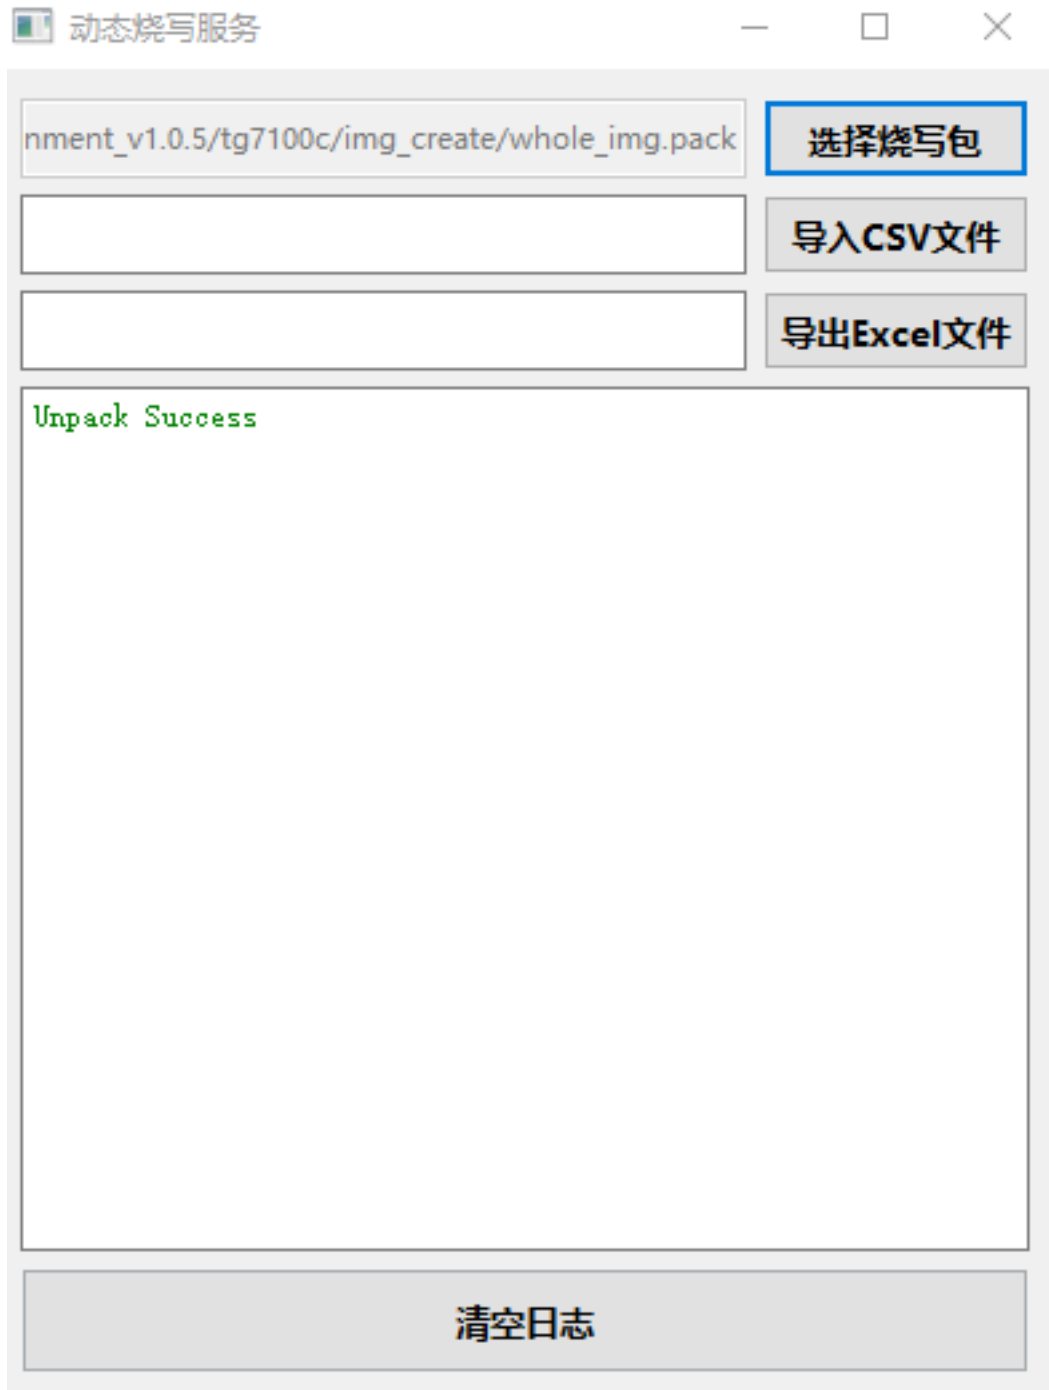 动态烧写服务
nment_v1.0.5/tg7100c/img_create/whole_img.pack
选择烧写包
导入CSV文件
导出Excel文件
Unpack Success
清空日志